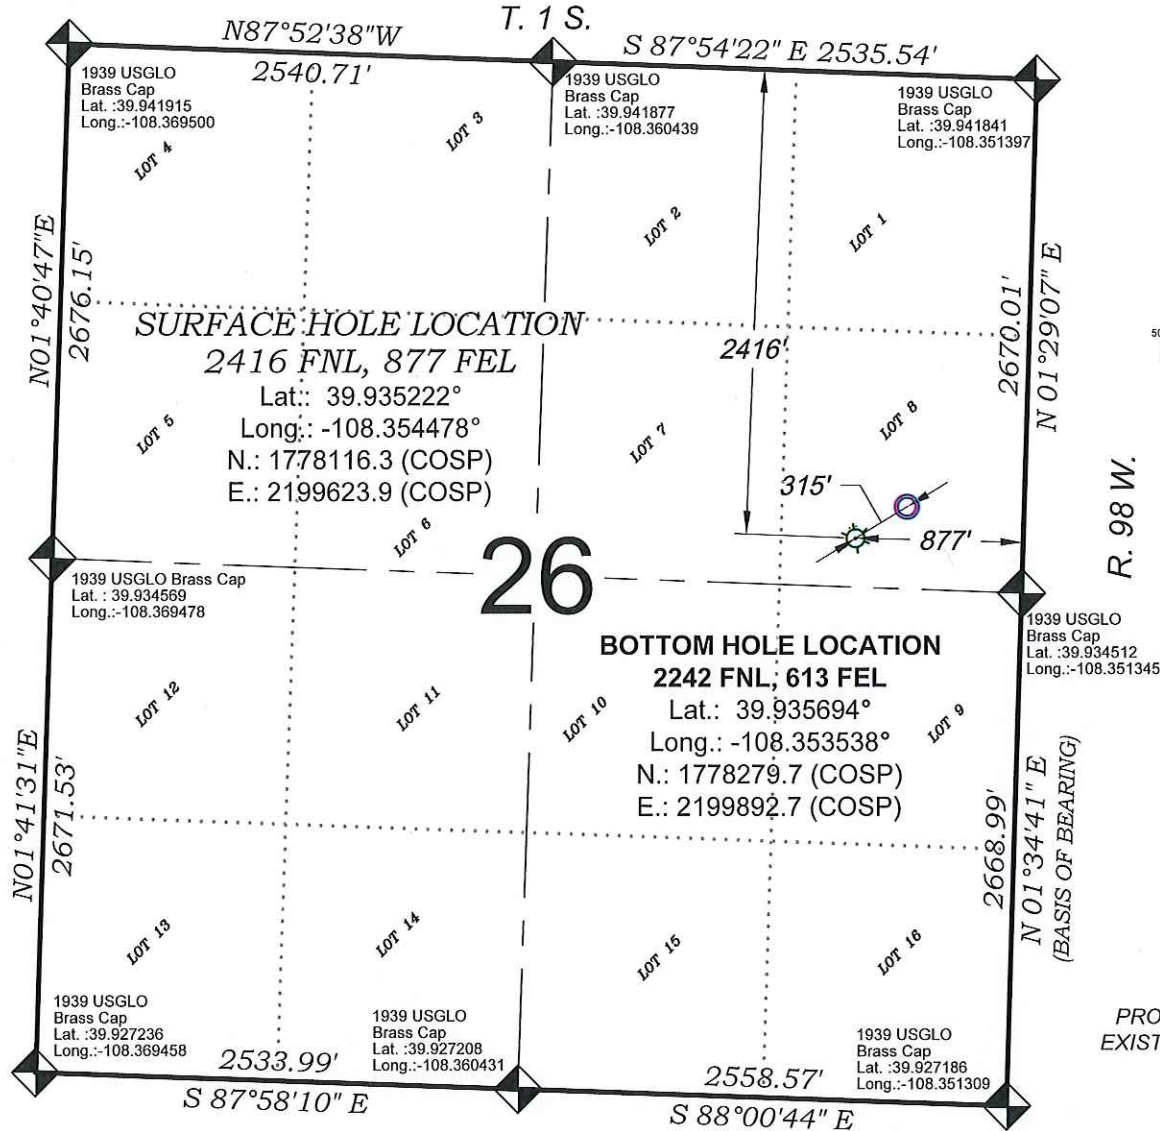 T. 1 S.
N87°52'38"W
2540.71'
S 87°54'22" E 2535.54'
1939 USGLO
Brass Cap
Lat. :39.941915
Long.:-108.369500
1939 USGLO
Brass Cap
Lat. :39.941877
Long.:-108.360439
1939 USGLO
Brass Cap
Lat. :39.941841
Long.:-108.351397
LOT 4
LOT 3
LOT 2
LOT 1
N01°40'47"E
2676.15'
2670.01'
N 01°29'07" E
SURFACE HOLE LOCATION
2416 FNL, 877 FEL
Lat.: 39.935222°
Long.: -108.354478°
N.: 1778116.3 (COSP)
E.: 2199623.9 (COSP)
2416'
50
LOT 5
LOT 6
LOT 7
LOT 8
315'
877'
R. 98 W.
26
1939 USGLO Brass Cap
Lat. : 39.934569
Long.:-108.369478
1939 USGLO
Brass Cap
Lat. :39.934512
Long.:-108.351345
BOTTOM HOLE LOCATION
2242 FNL, 613 FEL
Lat.: 39.935694°
Long.: -108.353538°
N.: 1778279.7 (COSP)
E.: 2199892.7 (COSP)
LOT 12
LOT 11
LOT 10
LOT 9
N01°41'31"E
2671.53'
2668.99'
N 01°34'41" E
(BASIS OF BEARING)
LOT 13
LOT 14
LOT 15
LOT 16
1939 USGLO
Brass Cap
Lat. :39.927236
Long.:-108.369458
1939 USGLO
Brass Cap
Lat. :39.927208
Long.:-108.360431
1939 USGLO
Brass Cap
Lat. :39.927186
Long.:-108.351309
PRO
EXIST
2533.99'
S 87°58'10" E
2558.57'
S 88°00'44" E